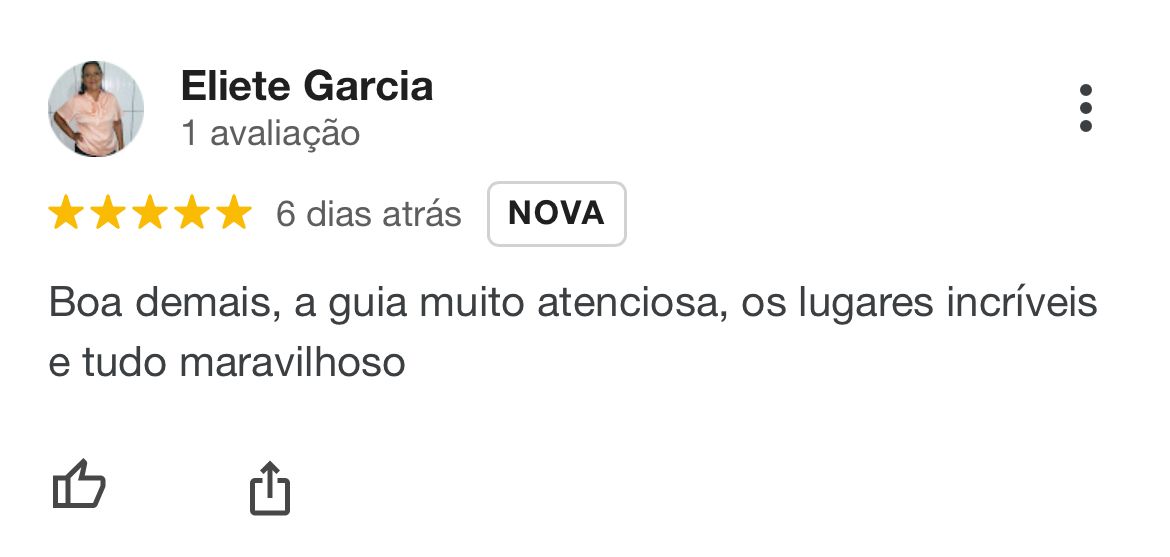 Eliete Garcia
1 avaliação
6 dias atrás NOVA
Boa demais, a guia muito atenciosa, os lugares incríveis
e tudo maravilhoso